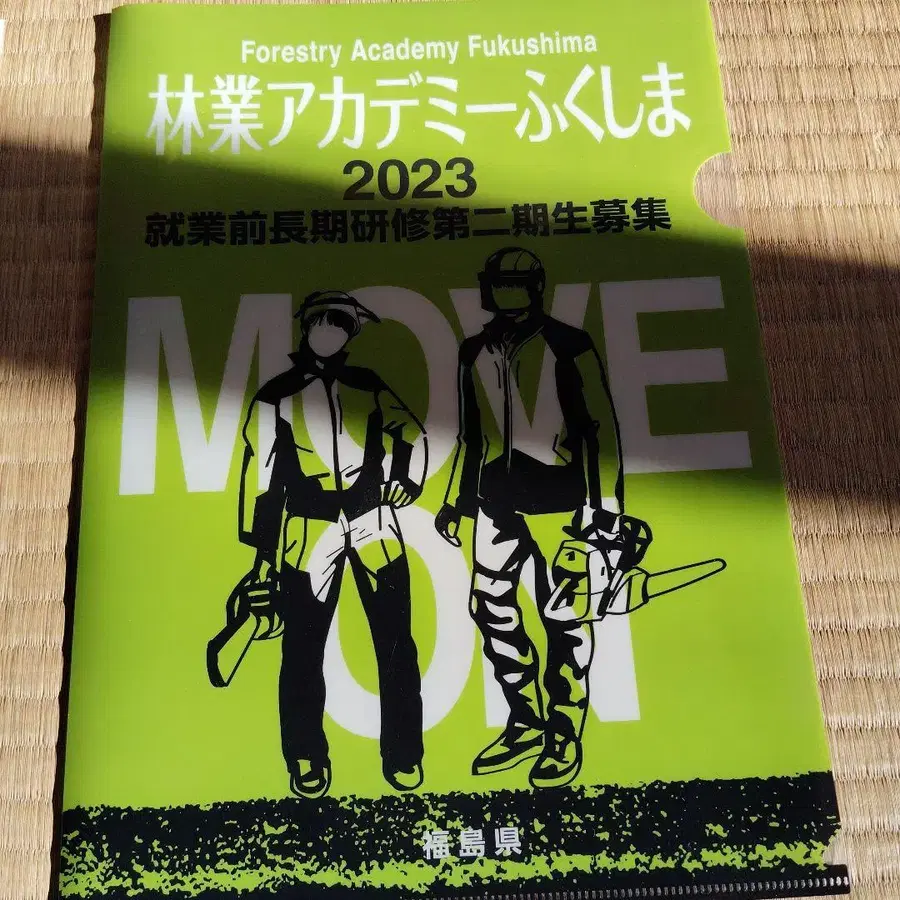 Forestry Academy Fukushima
林業アカデミーふくしま
2023
就業前長期研修第二期生募集
MOVE
ON
福島県